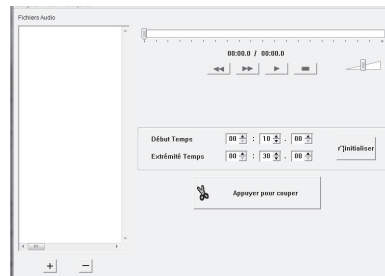 Fichiers Audio
00:00.0 / 00:00.0
Début Temps 00 : 10 . 00
Extrémité Temps 00 : 30 . 00
r'¦initialiser
Appuyer pour couper
+ −